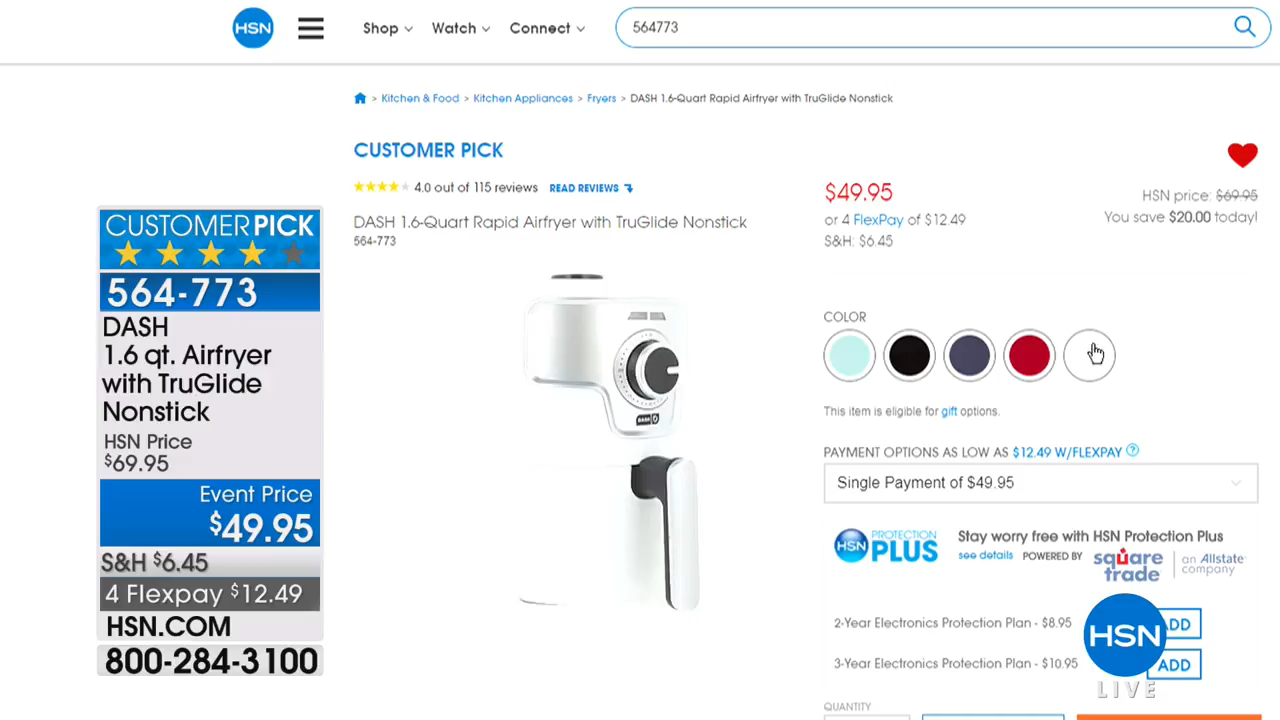 HSN
Shop
Watch
Connect
564773
> Kitchen & Food > Kitchen Appliances > Fryers > DASH 1.6-Quart Rapid Airfryer with TruGlide Nonstick
CUSTOMER PICK
4.0 out of 115 reviews
READ REVIEWS
DASH 1.6-Quart Rapid Airfryer with TruGlide Nonstick
564-773
$49.95
or 4 FlexPay of $12.49
S&H: $6.45
HSN price: $69.95
You save $20.00 today!
CUSTOMER PICK
564-773
DASH
1.6 qt. Airfryer
with TruGlide
Nonstick
HSN Price
$69.95
Event Price
$49.95
S&H $6.45
4 Flexpay $12.49
HSN.COM
800-284-3100
DASH
COLOR
This item is eligible for gift options.
PAYMENT OPTIONS AS LOW AS $12.49 W/FLEXPAY ?
Single Payment of $49.95
HSN PROTECTION PLUS
Stay worry free with HSN Protection Plus
see details POWERED BY
square trade
an Allstate company
2-Year Electronics Protection Plan - $8.95
ADD
3-Year Electronics Protection Plan - $10.95
ADD
HSN
LIVE
QUANTITY